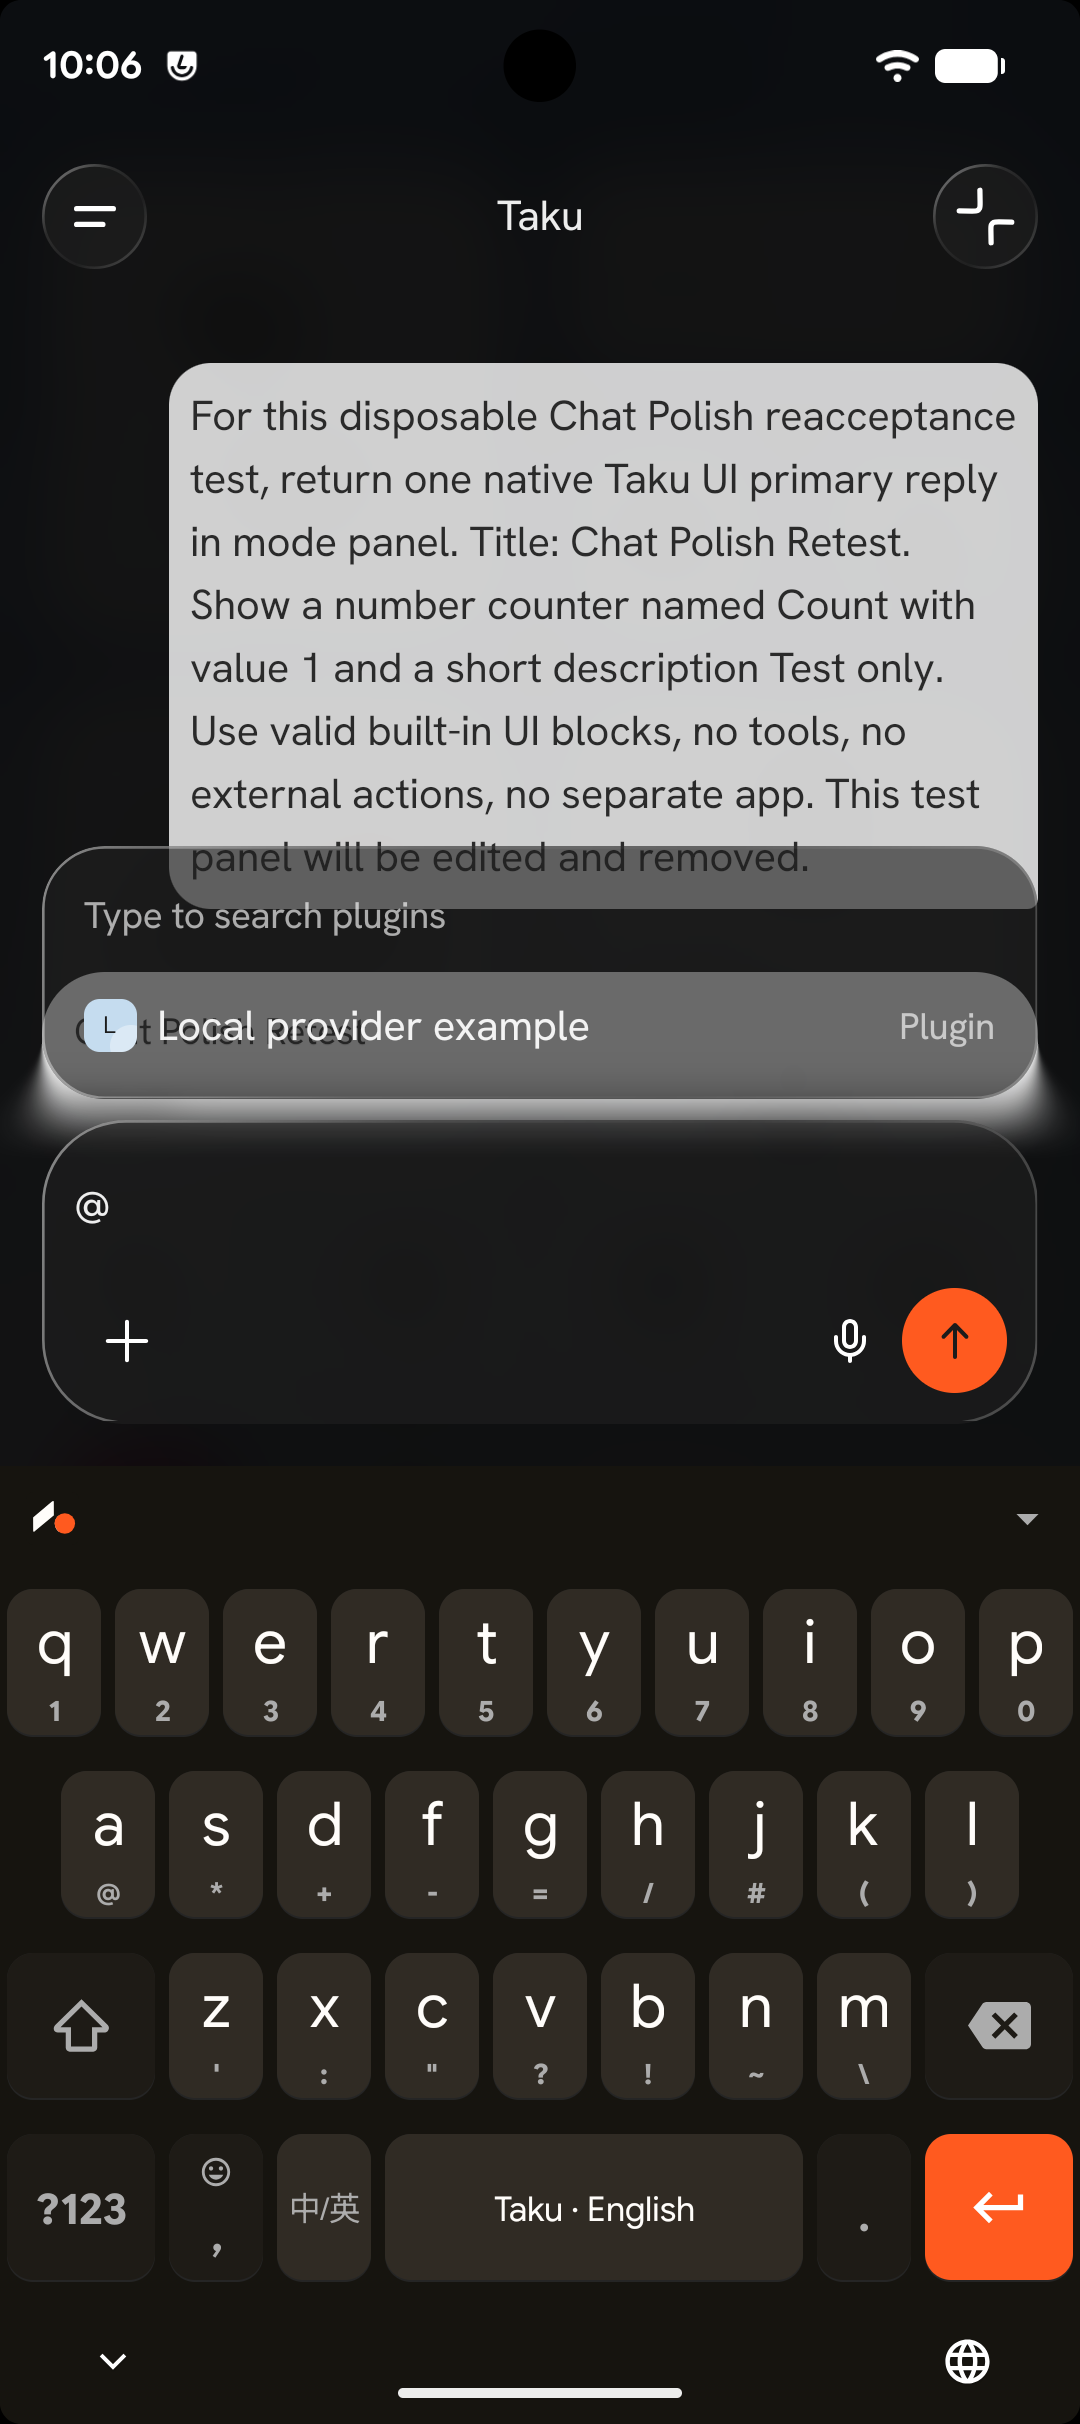 10:06
Taku
For this disposable Chat Polish reacceptance
test, return one native Taku UI primary reply
in mode panel. Title: Chat Polish Retest.
Show a number counter named Count with
value 1 and a short description Test only.
Use valid built-in UI blocks, no tools, no
external actions, no separate app. This test
panel will be edited and removed.
Type to search plugins
Chat Polish Retest
L Local provider example Plugin
@
q w e r t y u i o p
1 2 3 4 5 6 7 8 9 0
a s d f g h j k l
@ * + - = / # ( )
z x c v b n m
' : " ? ! ~ \
?123 , 中/英 Taku · English .